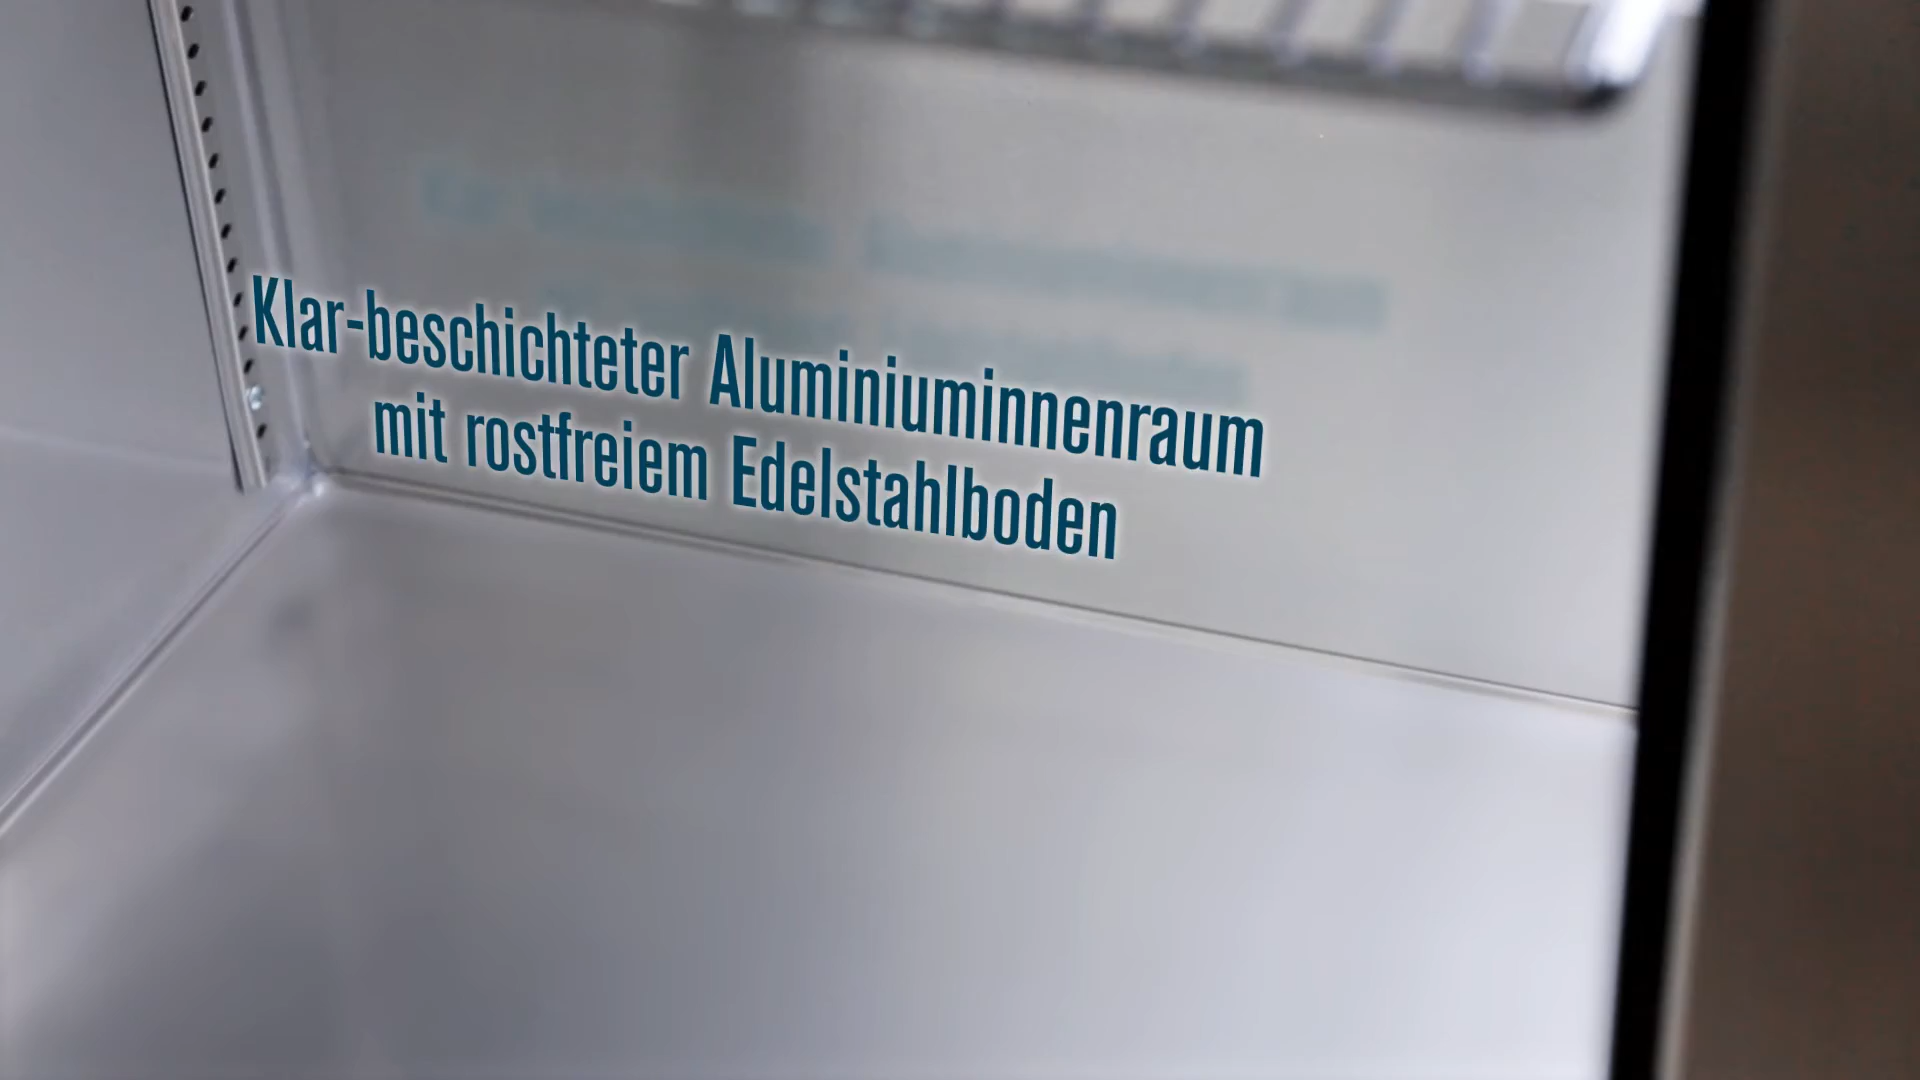 Klar-beschichteter Aluminiuminnenraum
mit rostfreiem Edelstahlboden